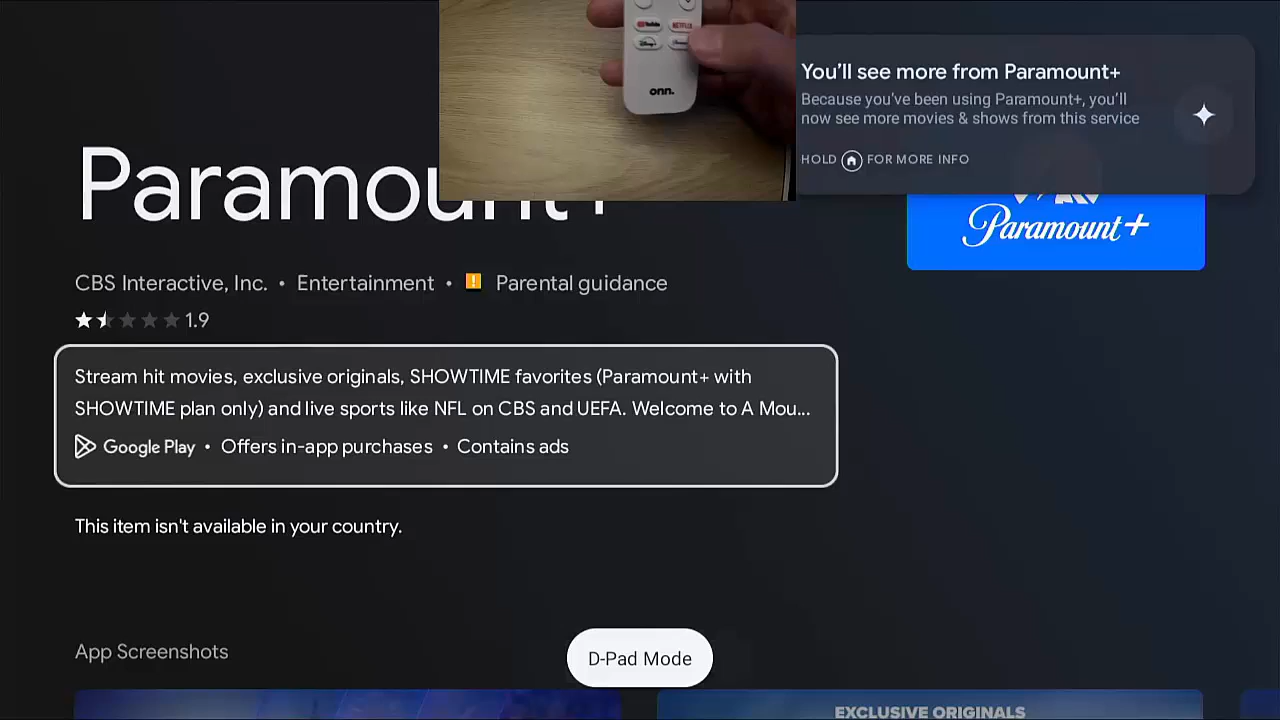 YouTube
NETFLIX
Disney+
onn.
You'll see more from Paramount+
Because you've been using Paramount+, you'll
now see more movies & shows from this service
HOLD FOR MORE INFO
Paramount+
Paramount+
CBS Interactive, Inc. • Entertainment • Parental guidance
1.9
Stream hit movies, exclusive originals, SHOWTIME favorites (Paramount+ with
SHOWTIME plan only) and live sports like NFL on CBS and UEFA. Welcome to A Mou...
Google Play • Offers in-app purchases • Contains ads
This item isn't available in your country.
App Screenshots
D-Pad Mode
EXCLUSIVE ORIGINALS